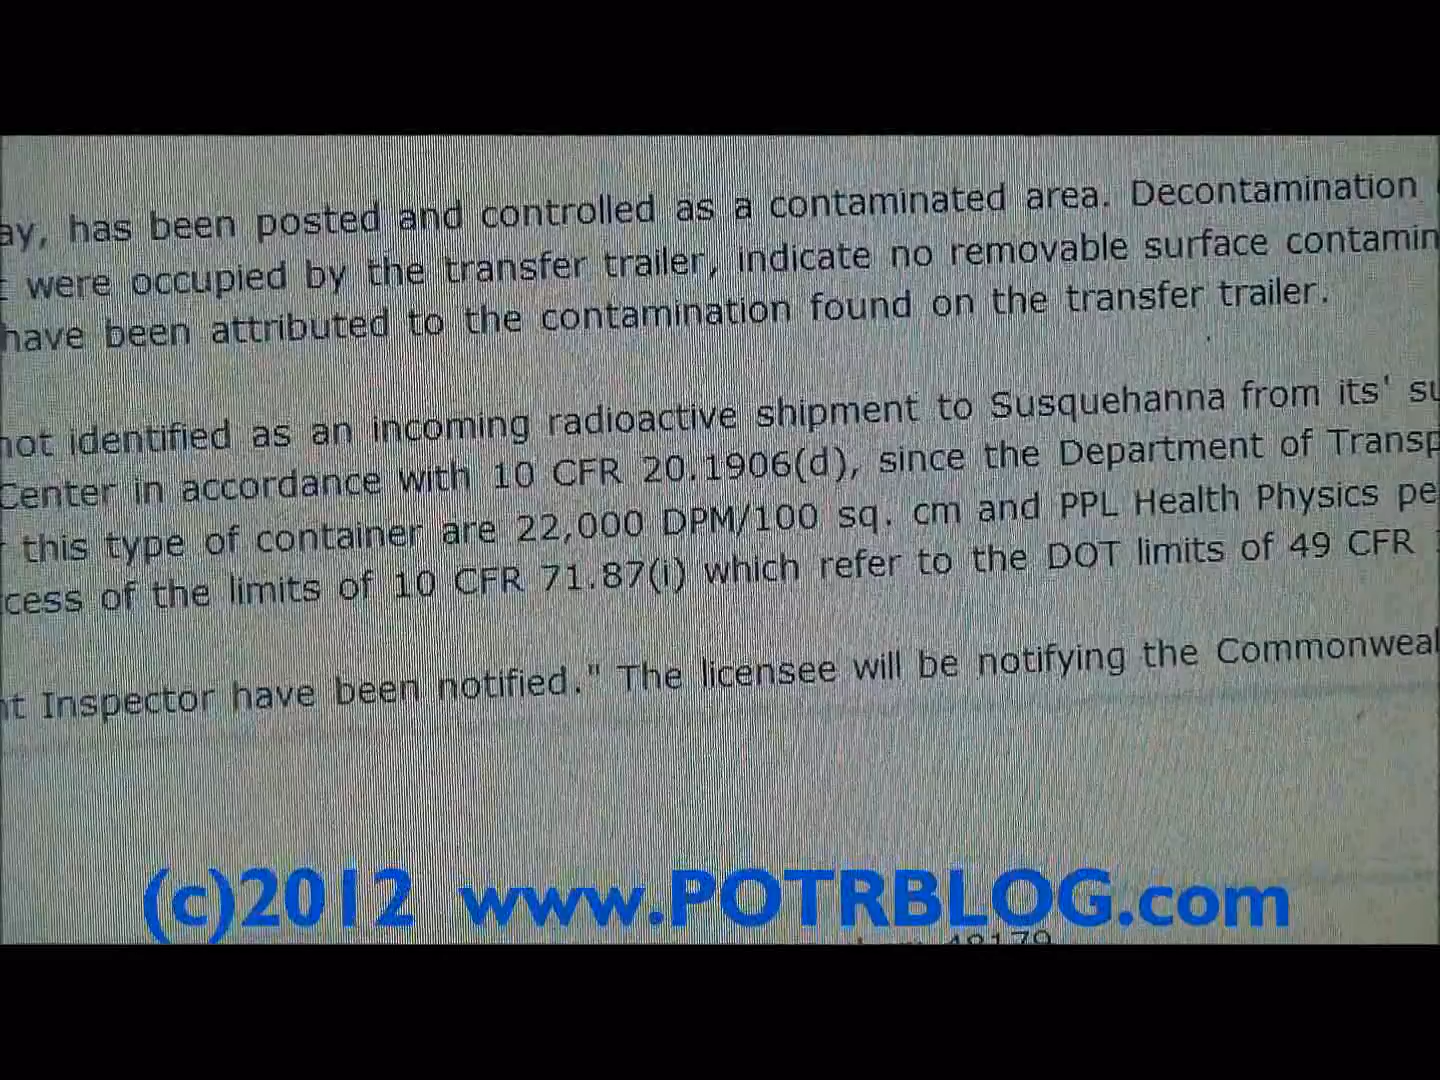 ay, has been posted and controlled as a contaminated area. Decontamination
were occupied by the transfer trailer, indicate no removable surface contamin
have been attributed to the contamination found on the transfer trailer.
not identified as an incoming radioactive shipment to Susquehanna from its' su
Center in accordance with 10 CFR 20.1906(d), since the Department of Transp
this type of container are 22,000 DPM/100 sq. cm and PPL Health Physics pe
cess of the limits of 10 CFR 71.87(i) which refer to the DOT limits of 49 CFR
nt Inspector have been notified." The licensee will be notifying the Commonweal
(c)2012 www.POTRBLOG.com